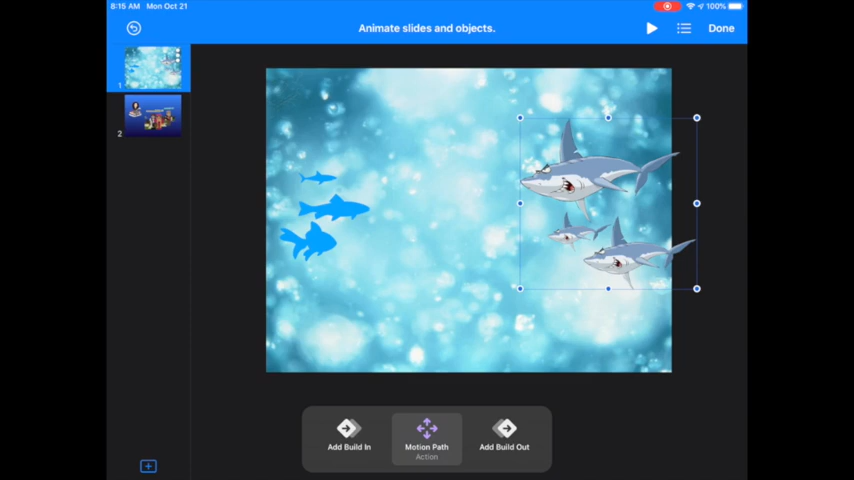 8:15 AM Mon Oct 21
100%
Animate slides and objects.
Done
1
2
Add Build In
Motion Path
Action
Add Build Out